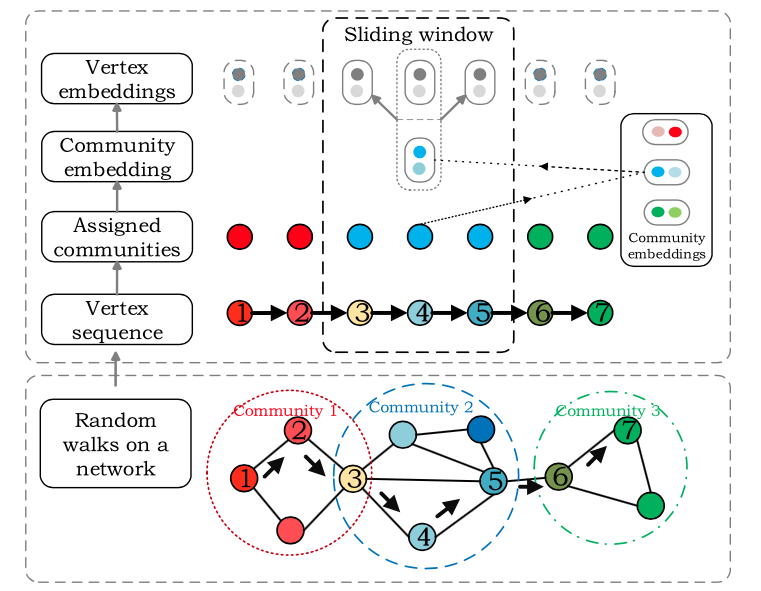 Sliding window
Vertex
embeddings
Community
embedding
Assigned
communities
Community
embeddings
Vertex
sequence
1 2 3 4 5 6 7
Random
walks on a
network
Community 1
Community 2
Community 3
2
7
1
3
5
6
4